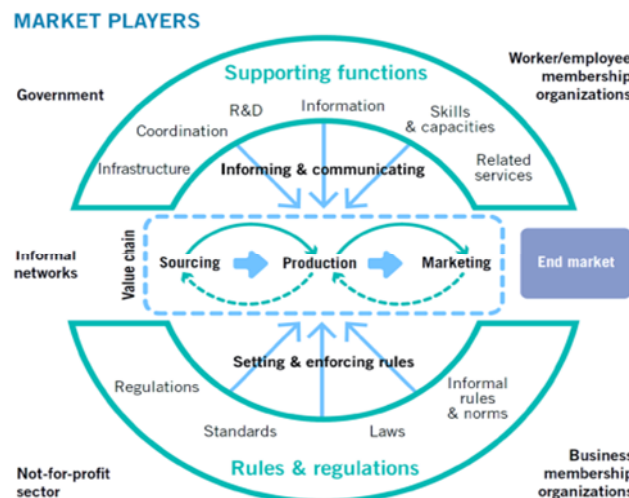 MARKET PLAYERS
Supporting functions
Government
Worker/employee
membership
organizations
R&D
Information
Skills
& capacities
Coordination
Infrastructure
Related
services
Informing & communicating
Informal
networks
Value chain
Sourcing
Production
Marketing
End market
Setting & enforcing rules
Regulations
Informal
rules
& norms
Standards
Laws
Rules & regulations
Not-for-profit
sector
Business
membership
organizations